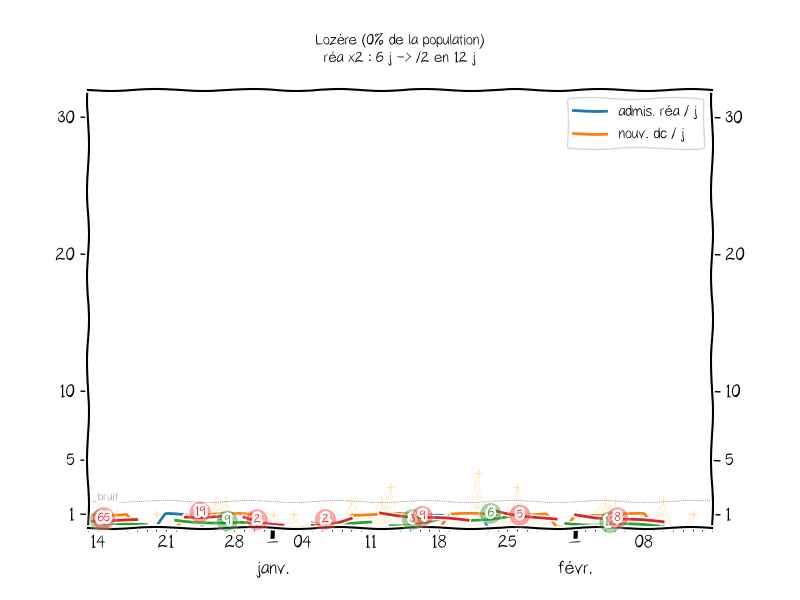 Lozère (0% de la population)
réa x2 : 6 j -> /2 en 12 j
admis. réa / j
nouv. dc / j
30 30
20 20
10 10
5 5
bruit
1 1
65 19 9 2 2 9 6 5 8
14 21 28 04 11 18 25 08
janv. févr.